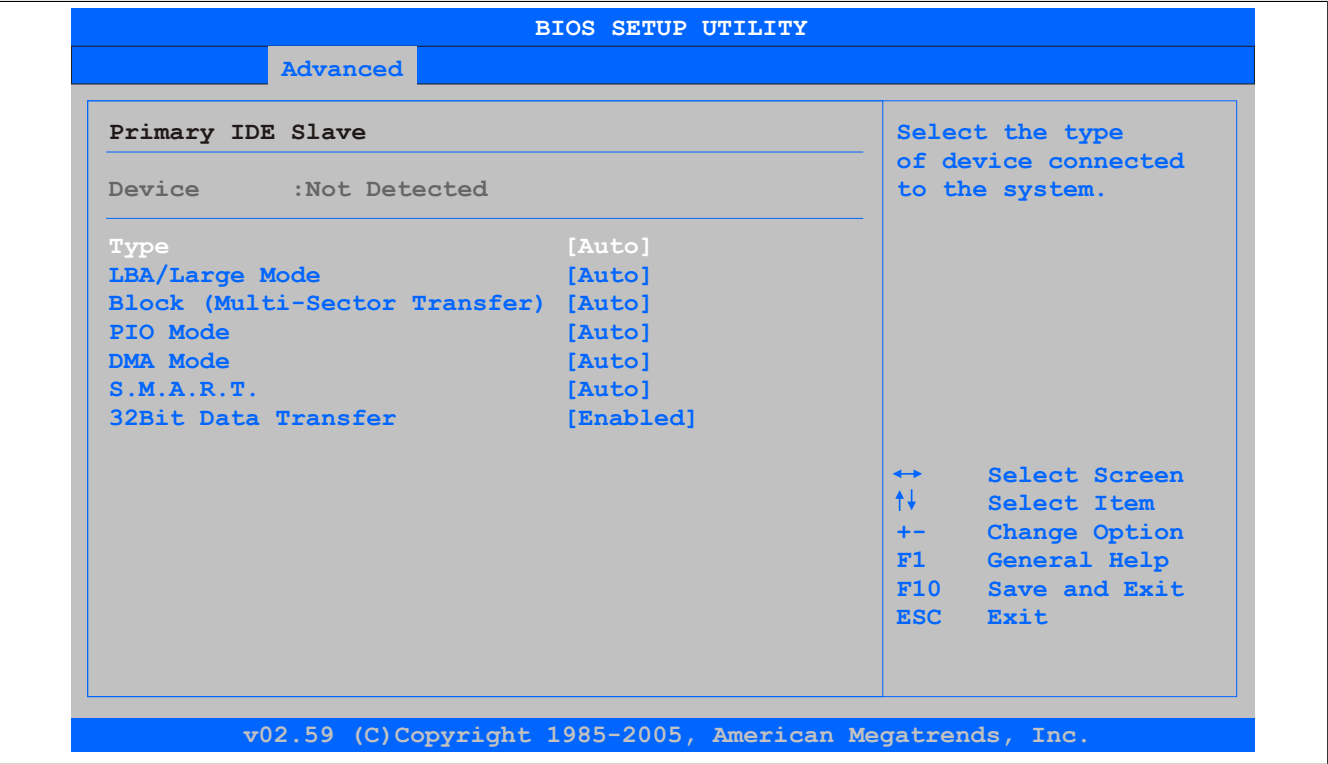 BIOS SETUP UTILITY
Advanced
Primary IDE Slave
Device :Not Detected
Type [Auto]
LBA/Large Mode [Auto]
Block (Multi-Sector Transfer) [Auto]
PIO Mode [Auto]
DMA Mode [Auto]
S.M.A.R.T. [Auto]
32Bit Data Transfer [Enabled]
Select the type
of device connected
to the system.
↔ Select Screen
↑↓ Select Item
+- Change Option
F1 General Help
F10 Save and Exit
ESC Exit
v02.59 (C)Copyright 1985-2005, American Megatrends, Inc.